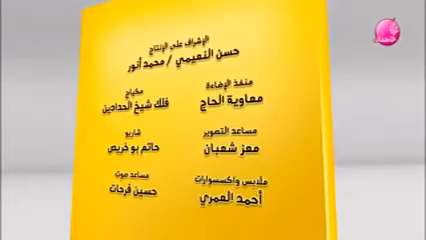 الإشراف على الإنتاج
حسن النعيمي / محمد أنور
منفذ الإضاءة
معاوية الحاج
مكياج
فلك شيخ الحدادين
مساعد التصوير
معز شعبان
شاريو
حاتم بو خريص
ملابس واكسسوارات
أحمد العمري
مساعد صوت
حسين فرحات